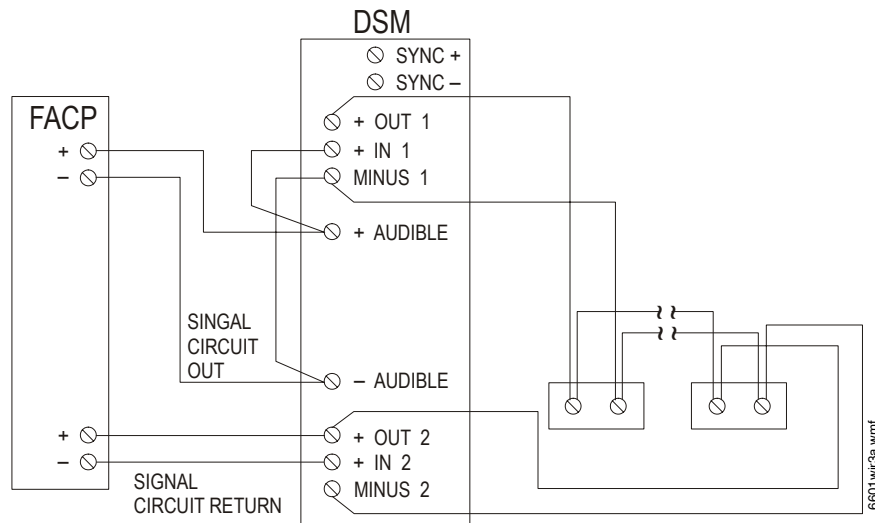 DSM
SYNC +
SYNC –
FACP
+
–
+ OUT 1
+ IN 1
MINUS 1
+ AUDIBLE
SINGAL
CIRCUIT
OUT
– AUDIBLE
+
–
+ OUT 2
+ IN 2
MINUS 2
SIGNAL
CIRCUIT RETURN
6601wir3a.wmf